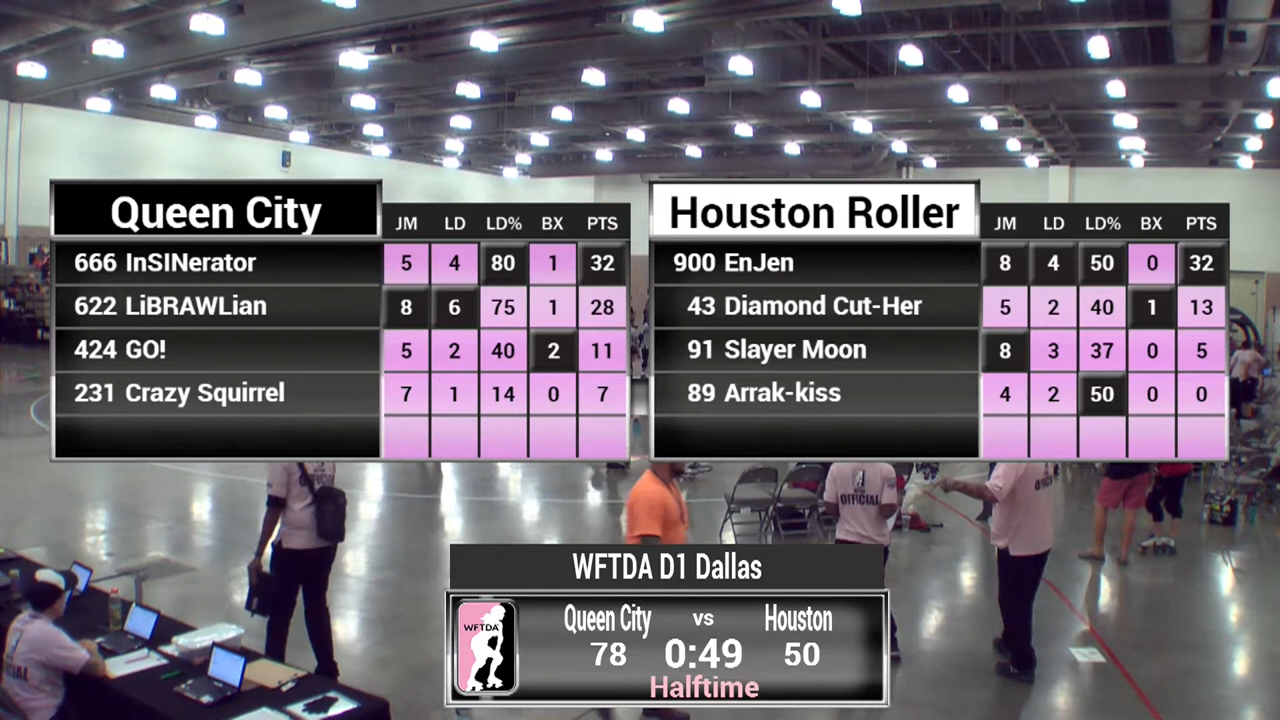 Queen City JM LD LD% BX PTS
666 InSINerator 5 4 80 1 32
622 LiBRAWLian 8 6 75 1 28
424 GO! 5 2 40 2 11
231 Crazy Squirrel 7 1 14 0 7
Houston Roller JM LD LD% BX PTS
900 EnJen 8 4 50 0 32
43 Diamond Cut-Her 5 2 40 1 13
91 Slayer Moon 8 3 37 0 5
89 Arrak-kiss 4 2 50 0 0
OFFICIAL
WFTDA D1 Dallas
WFTDA
Queen City vs Houston
78 0:49 50
Halftime